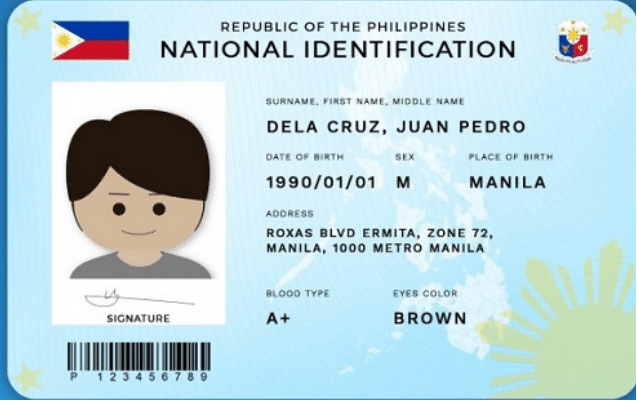 REPUBLIC OF THE PHILIPPINES
NATIONAL IDENTIFICATION
SURNAME, FIRST NAME, MIDDLE NAME
DELA CRUZ, JUAN PEDRO
DATE OF BIRTH SEX PLACE OF BIRTH
1990/01/01 M MANILA
ADDRESS
ROXAS BLVD ERMITA, ZONE 72,
MANILA, 1000 METRO MANILA
BLOOD TYPE EYES COLOR
A+ BROWN
SIGNATURE
P 123456789